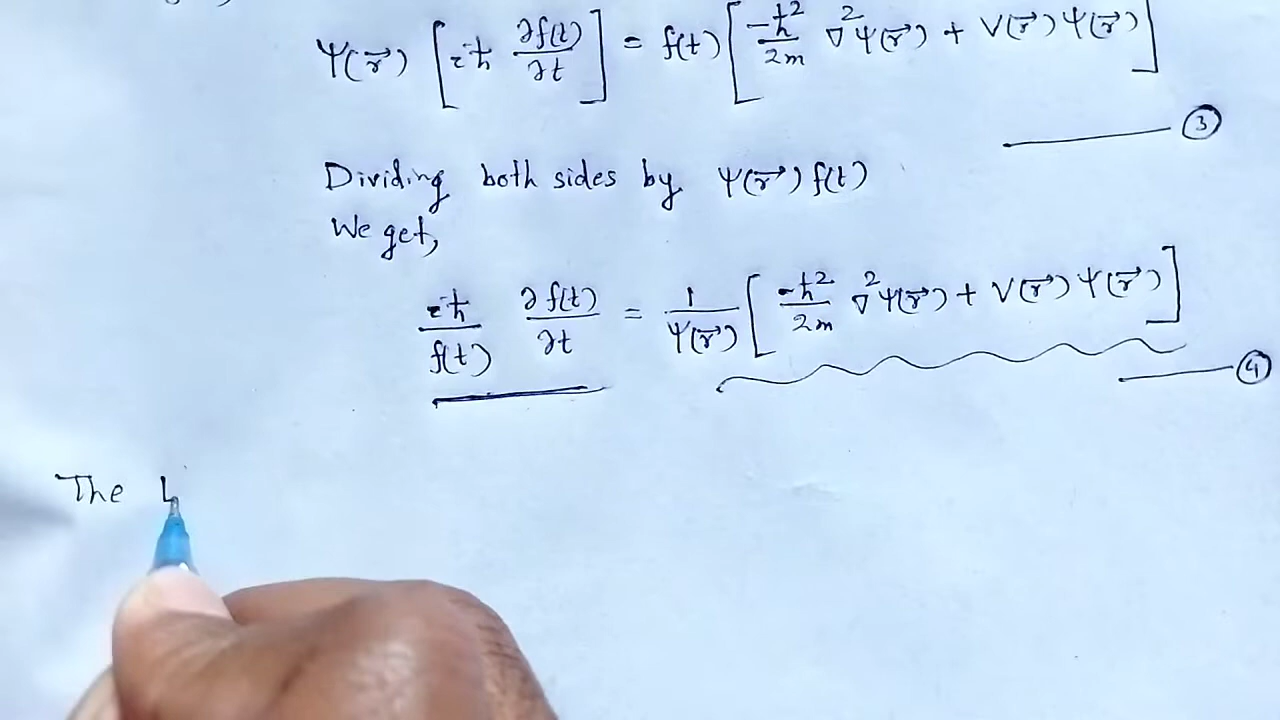 Ψ(r⃗) [iħ ∂f(t)/∂t] = f(t) [-ħ²/2m ∇²Ψ(r⃗) + V(r⃗)Ψ(r⃗)]
③
Dividing both sides by Ψ(r⃗)f(t)
We get,
iħ/f(t) ∂f(t)/∂t = 1/Ψ(r⃗) [-ħ²/2m ∇²Ψ(r⃗) + V(r⃗)Ψ(r⃗)]
④
The L